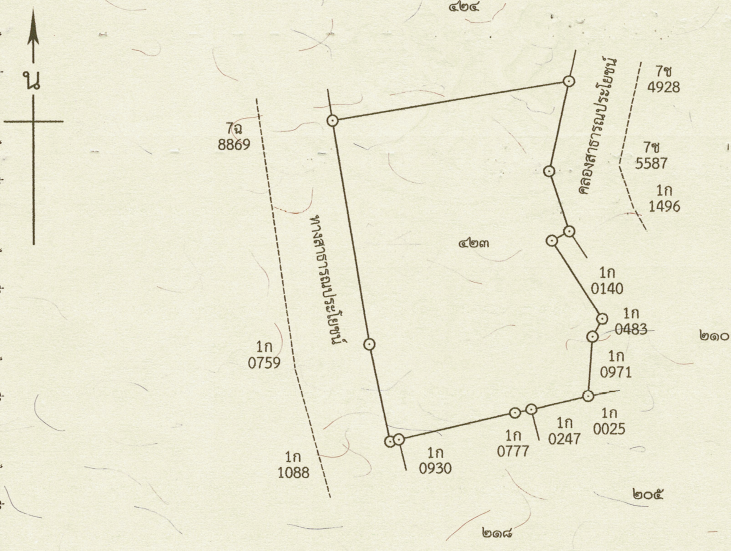 ๔๒๔
น
7ช
4928
7ฉ
8869
คลองสาธารณประโยชน์
7ช
5587
1ก
1496
ทางสาธารณประโยชน์
๔๒๓
1ก
0140
1ก
0483
๒๑๐
1ก
0759
1ก
0971
1ก
0025
1ก
0247
1ก
0777
1ก
0930
1ก
1088
๒๐๕
๒๑๘